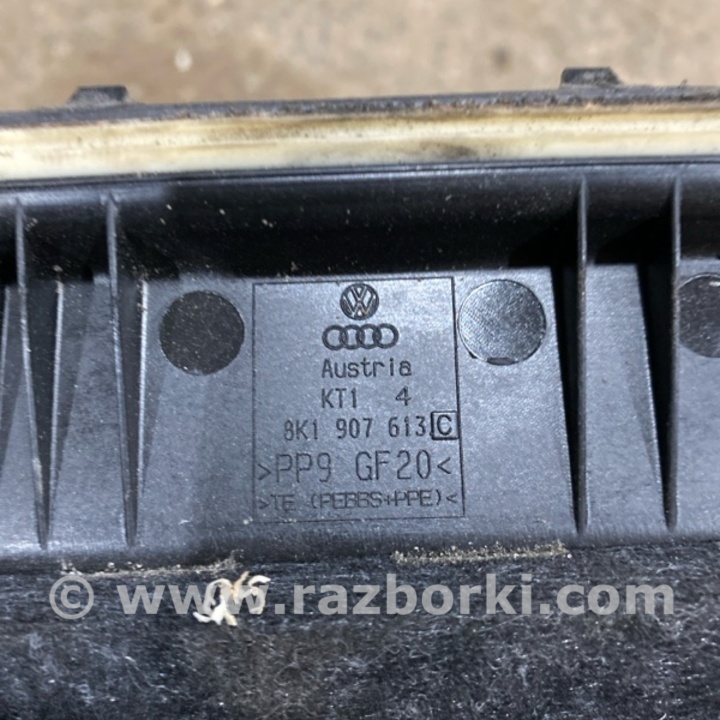 Austria
KT1 4
8K1 907 613 C
>PP9 GF20<
>TE (PEBBS+PPE)<
© www.razborki.com